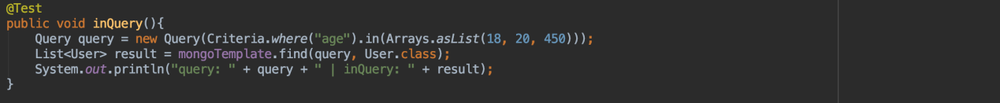 @Test
public void inQuery(){
    Query query = new Query(Criteria.where("age").in(Arrays.asList(18, 20, 450)));
    List<User> result = mongoTemplate.find(query, User.class);
    System.out.println("query: " + query + " | inQuery: " + result);
}